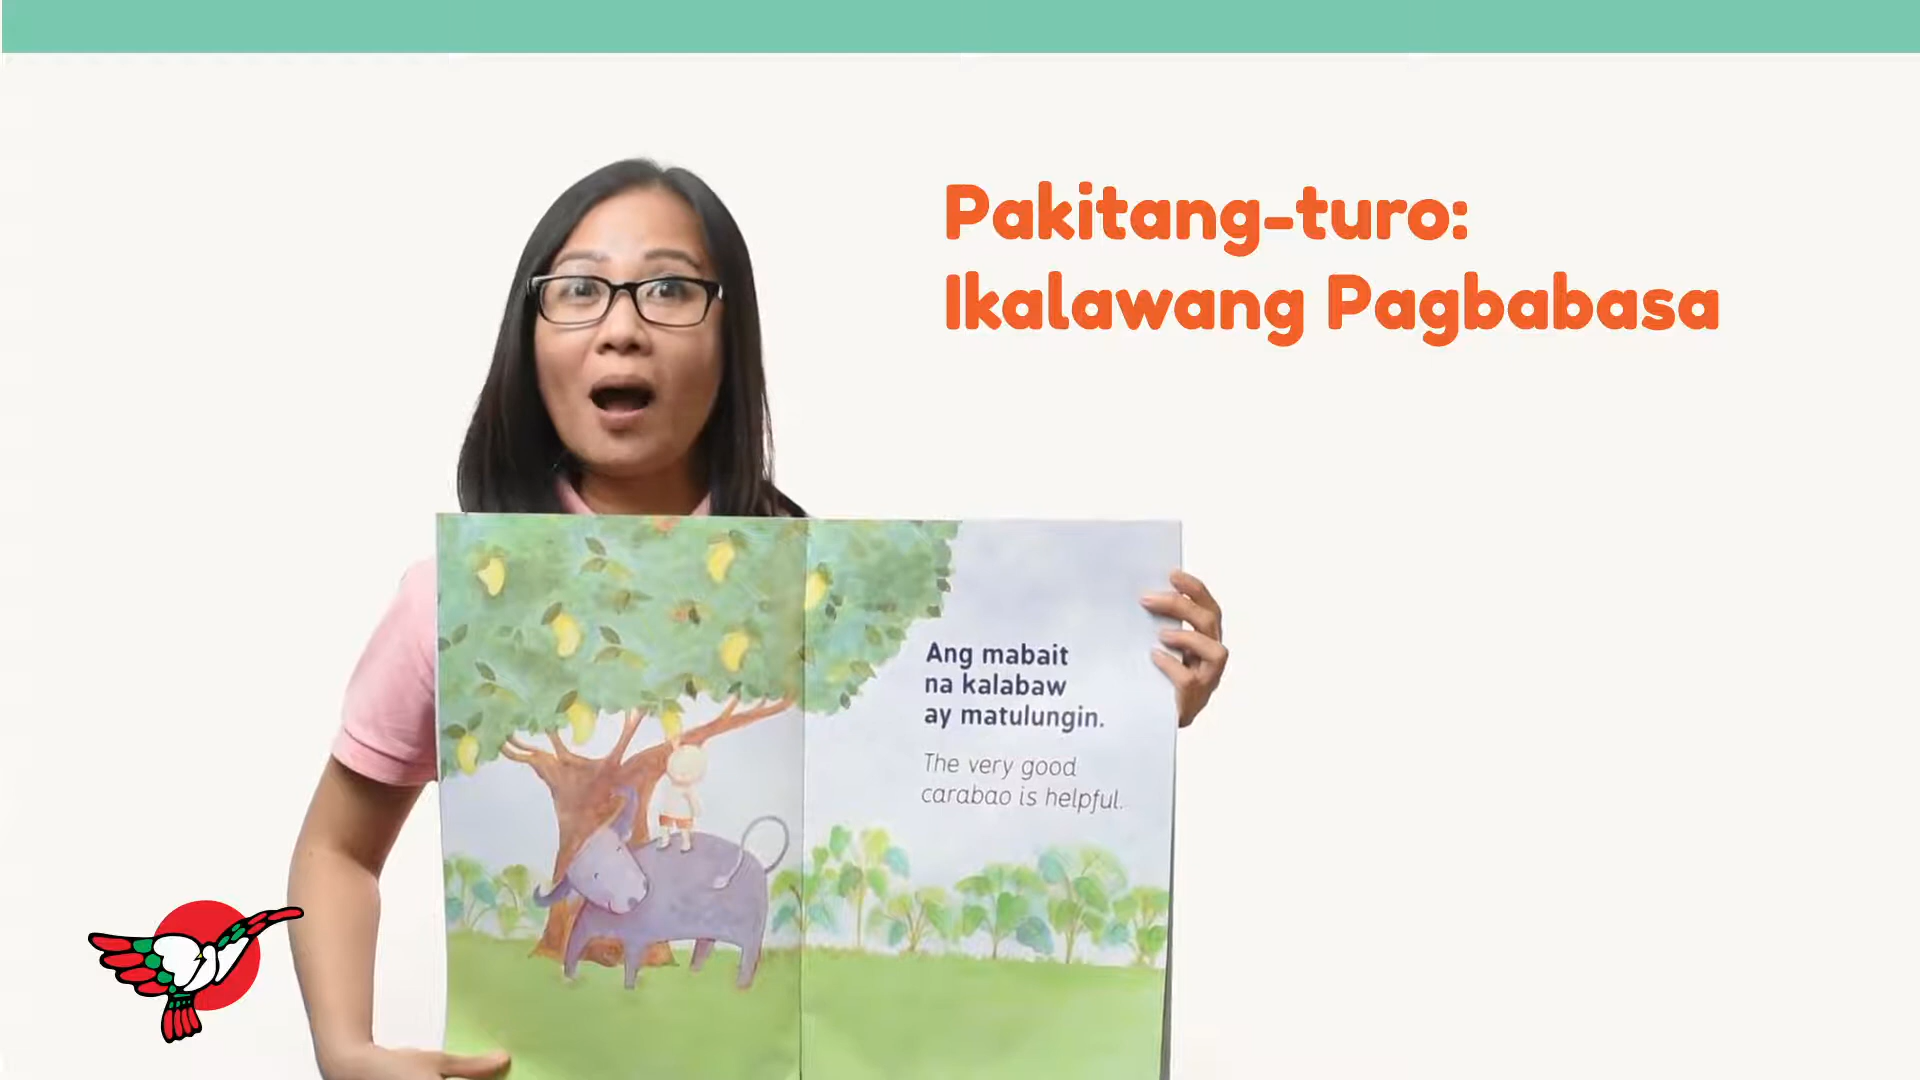 Pakitang-turo:
Ikalawang Pagbabasa
Ang mabait
na kalabaw
ay matulungin.
The very good
carabao is helpful.